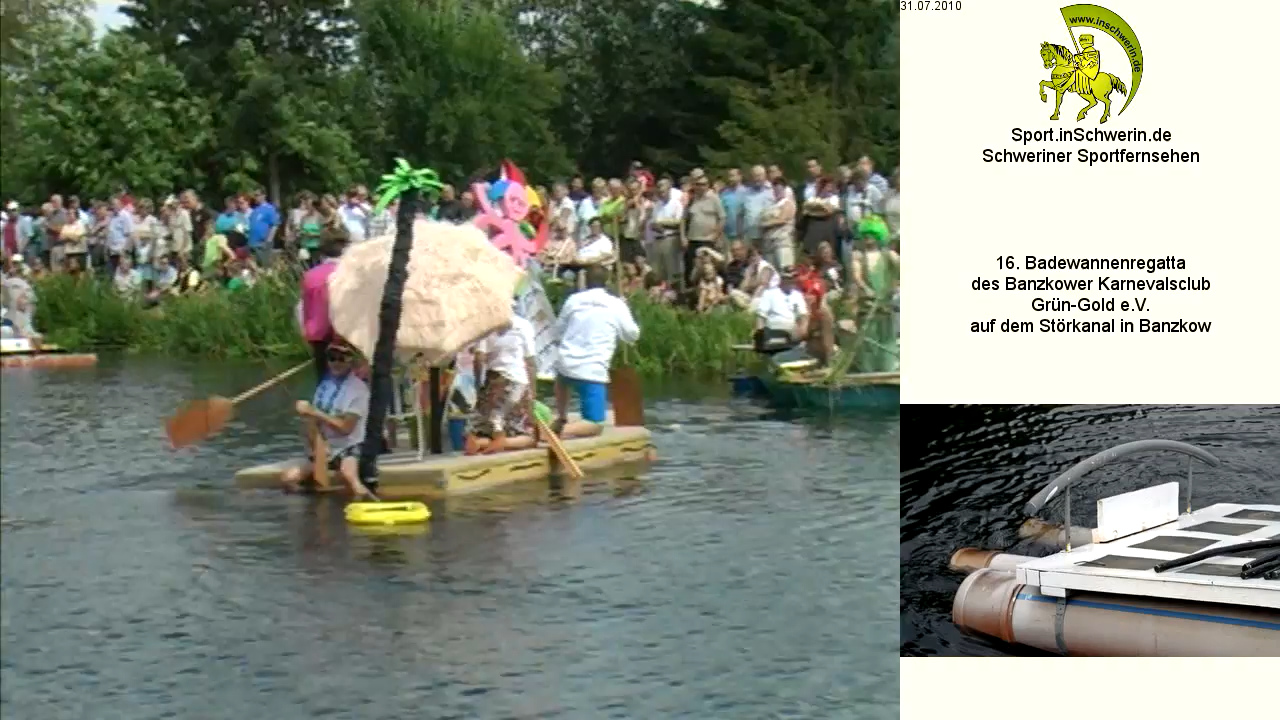 31.07.2010
www.inschwerin.de
Sport.inSchwerin.de
Schweriner Sportfernsehen
16. Badewannenregatta
des Banzkower Karnevalsclub
Grün-Gold e.V.
auf dem Störkanal in Banzkow